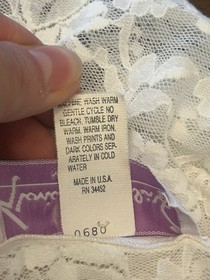 MACHINE WASH WARM
GENTLE CYCLE NO
BLEACH. TUMBLE DRY
WARM. WARM IRON.
WASH PRINTS AND
DARK COLORS SEP-
ARATELY IN COLD
WATER
MADE IN U.S.A.
RN 34452
0680